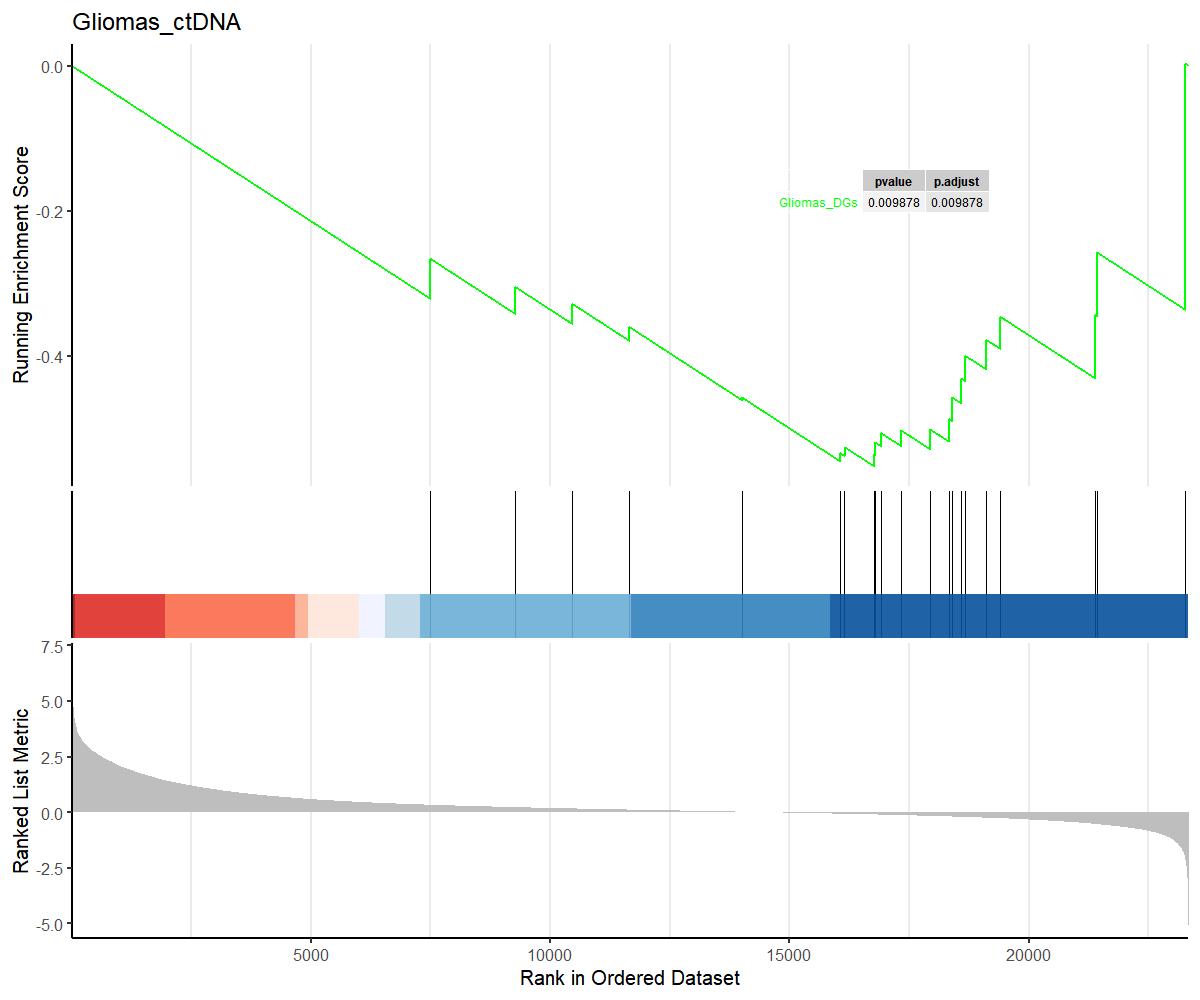 Gliomas_ctDNA
Running Enrichment Score
0.0
-0.2
-0.4
pvalue p.adjust
Gliomas_DGs 0.009878 0.009878
Ranked List Metric
7.5
5.0
2.5
0.0
-2.5
-5.0
5000 10000 15000 20000
Rank in Ordered Dataset